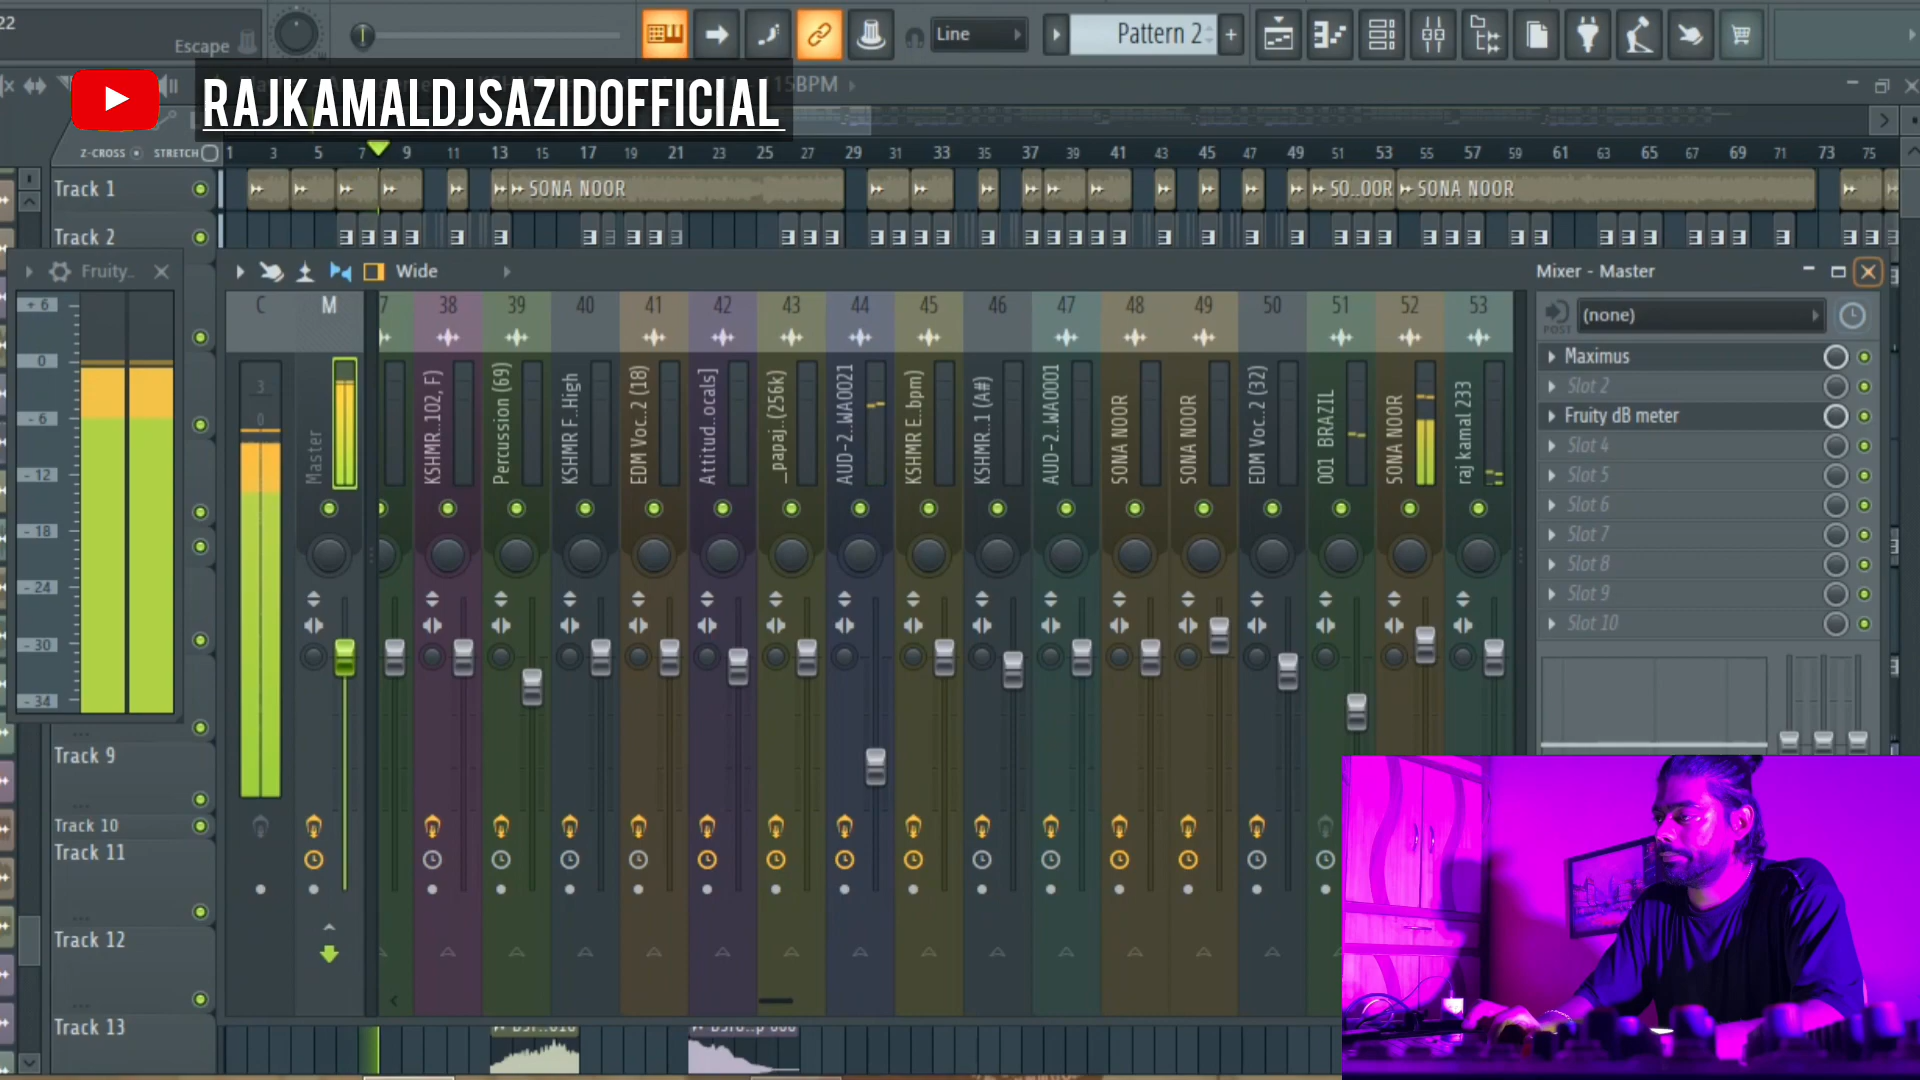 22
Escape
Line
Pattern 2
+
RAJKAMALDJSAZIDOFFICIAL
15BPM
Z-CROSS STRETCH
1 3 5 7 9 11 13 15 17 19 21 23 25 27 29 31 33 35 37 39 41 43 45 47 49 51 53 55 57 59 61 63 65 67 69 71 73 75
Track 1
SONA NOOR
SO..OOR
SONA NOOR
Track 2
Fruity..
Wide
Mixer - Master
C M 7 38 39 40 41 42 43 44 45 46 47 48 49 50 51 52 53
(none)
POST
+6
0
-6
-12
-18
-24
-30
-34
3
0
Master
KSHMR..102, F)
Percussion (69)
KSHMR F..High
EDM Voc..2 (18)
Attitud..ocals]
_papaj..(256k)
AUD-2..WA0021
KSHMR E..bpm)
KSHMR..1 (A#)
AUD-2..WA0001
SONA NOOR
SONA NOOR
EDM Voc..2 (32)
001 BRAZIL
SONA NOOR
raj kamal 233
Maximus
Slot 2
Fruity dB meter
Slot 4
Slot 5
Slot 6
Slot 7
Slot 8
Slot 9
Slot 10
Track 9
Track 10
Track 11
Track 12
Track 13